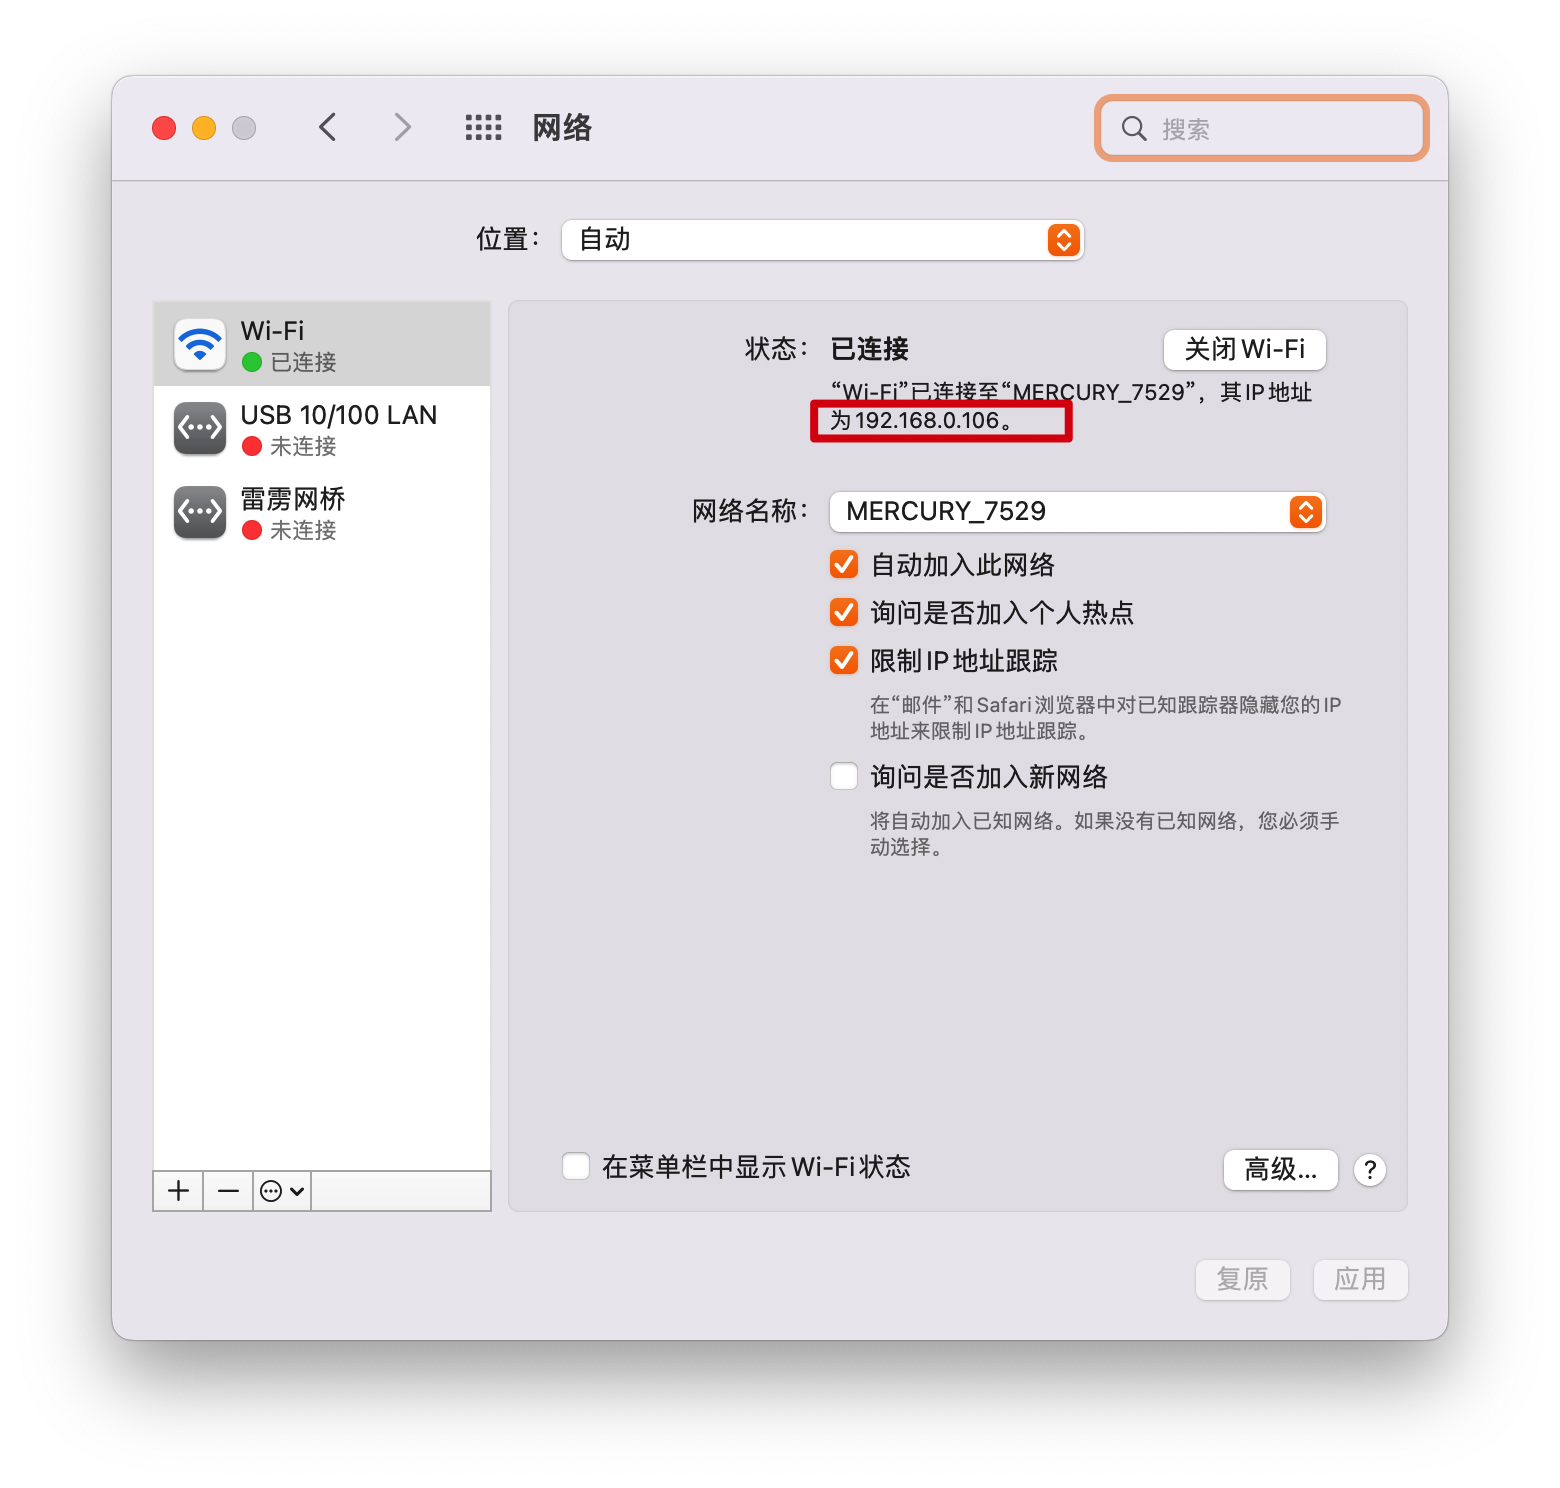 网络
搜索
位置：
自动
Wi-Fi
已连接
USB 10/100 LAN
未连接
雷雳网桥
未连接
状态：
已连接
关闭 Wi-Fi
“Wi-Fi”已连接至“MERCURY_7529”，其 IP 地址
为 192.168.0.106。
网络名称：
MERCURY_7529
自动加入此网络
询问是否加入个人热点
限制 IP 地址跟踪
在“邮件”和 Safari 浏览器中对已知跟踪器隐藏您的 IP
地址来限制 IP 地址跟踪。
询问是否加入新网络
将自动加入已知网络。如果没有已知网络，您必须手
动选择。
在菜单栏中显示 Wi-Fi 状态
高级...
?
复原
应用